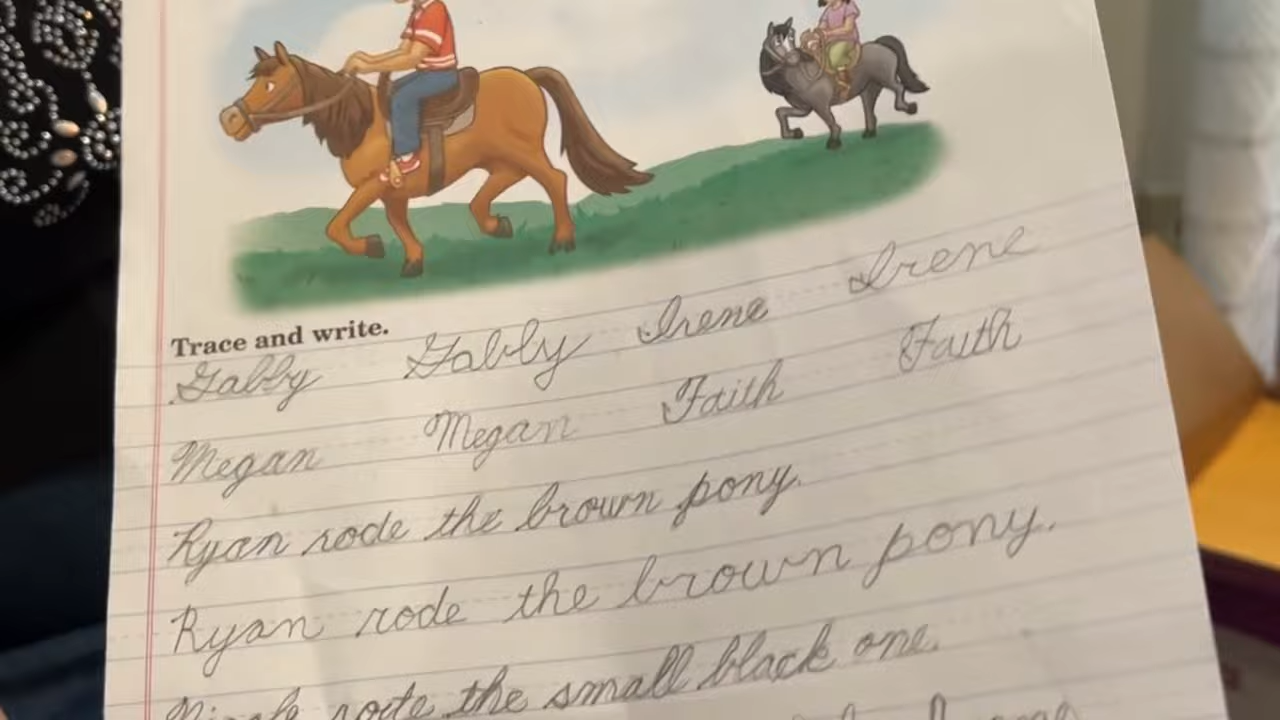 Trace and write.
Gabby Gabby Irene Irene
Megan Megan Faith Faith
Ryan rode the brown pony.
Ryan rode the brown pony.
rode the small black one.